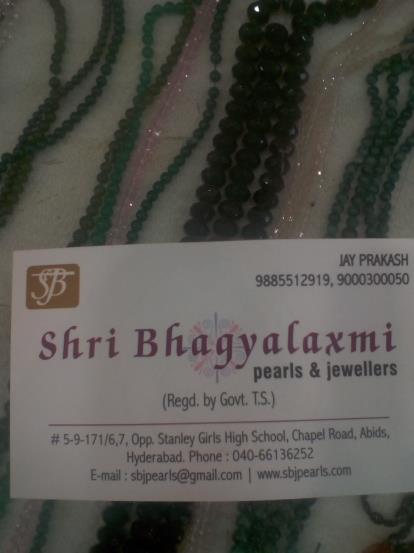 SBJ
JAY PRAKASH
9885512919, 9000300050
Shri Bhagyalaxmi
pearls & jewellers
(Regd. by Govt. T.S.)
# 5-9-171/6,7, Opp. Stanley Girls High School, Chapel Road, Abids,
Hyderabad. Phone : 040-66136252
E-mail : sbjpearls@gmail.com | www.sbjpearls.com